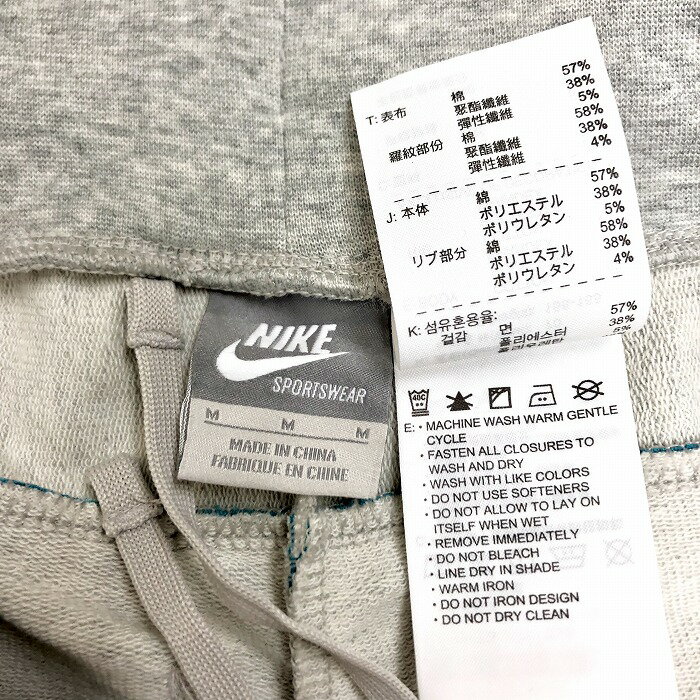 57%
38%
T: 表布 棉 5%
聚酯纖維 58%
彈性纖維 38%
羅紋部份 棉 4%
聚酯纖維
彈性纖維
57%
J: 本体 綿 38%
ポリエステル 5%
ポリウレタン 58%
リブ部分 綿 38%
ポリエステル 4%
ポリウレタン
K: 섬유혼용율: 57%
겉감 면 38%
폴리에스터 5%
폴리우레탄
NIKE
SPORTSWEAR
M M M
MADE IN CHINA
FABRIQUE EN CHINE
40C
E: • MACHINE WASH WARM GENTLE
CYCLE
• FASTEN ALL CLOSURES TO
WASH AND DRY
• WASH WITH LIKE COLORS
• DO NOT USE SOFTENERS
• DO NOT ALLOW TO LAY ON
ITSELF WHEN WET
• REMOVE IMMEDIATELY
• DO NOT BLEACH
• LINE DRY IN SHADE
• WARM IRON
• DO NOT IRON DESIGN
• DO NOT DRY CLEAN